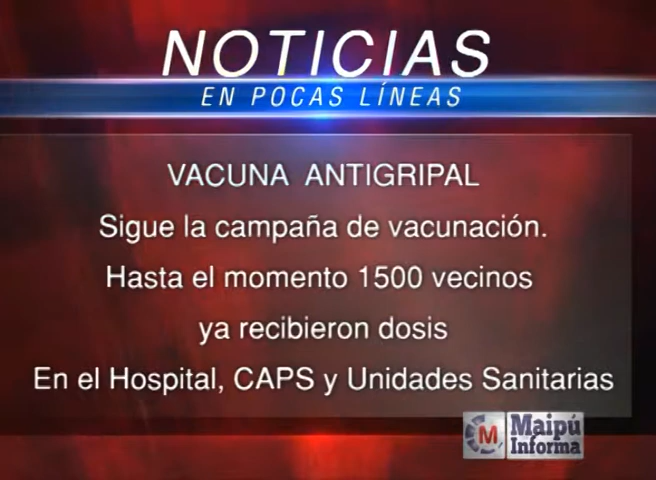 NOTICIAS
EN POCAS LÍNEAS
VACUNA ANTIGRIPAL
Sigue la campaña de vacunación.
Hasta el momento 1500 vecinos
ya recibieron dosis
En el Hospital, CAPS y Unidades Sanitarias
M Maipú
Informa